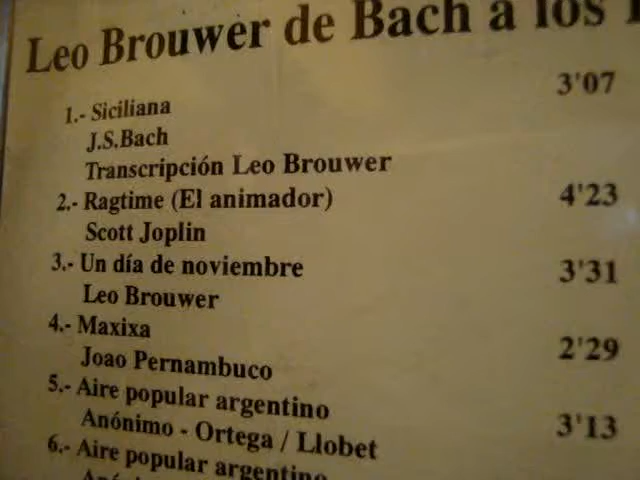 Leo Brouwer de Bach a los
1.- Siciliana 3'07
J.S.Bach
Transcripción Leo Brouwer
2.- Ragtime (El animador) 4'23
Scott Joplin
3.- Un día de noviembre 3'31
Leo Brouwer
4.- Maxixa 2'29
Joao Pernambuco
5.- Aire popular argentino 3'13
Anónimo - Ortega / Llobet
6.- Aire popular argentino